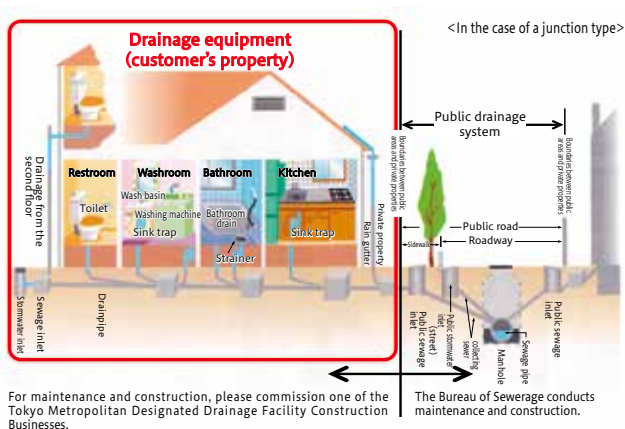 <In the case of a junction type>
Drainage equipment
(customer's property)
Public drainage
system
Boundaries between public
areas and private properties
Boundaries between public
areas and private properties
Drainage from the
second floor
Restroom
Washroom
Bathroom
Kitchen
Toilet
Wash basin
Washing machine
Sink trap
Bathroom
drain
Strainer
Sink trap
Private property
Rain gutter
Public road
Sidewalk
Roadway
Stormwater inlet
Sewage inlet
Drainpipe
Public sewage
(street)
inlet
Public stormwater
inlet
collecting
sewer
Manhole
Sewage pipe
Public sewage
inlet
For maintenance and construction, please commission one of the
Tokyo Metropolitan Designated Drainage Facility Construction
Businesses.
The Bureau of Sewerage conducts
maintenance and construction.